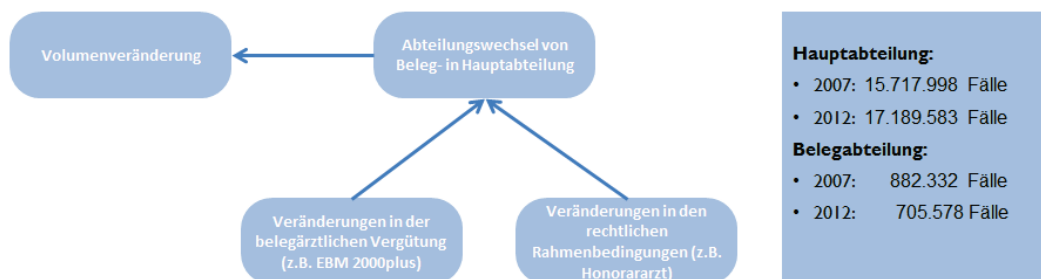 Volumenveränderung
Abteilungswechsel von
Beleg- in Hauptabteilung
Veränderungen in der
belegärztlichen Vergütung
(z.B. EBM 2000plus)
Veränderungen in den
rechtlichen
Rahmenbedingungen (z.B.
Honorararzt)
Hauptabteilung:
• 2007: 15.717.998 Fälle
• 2012: 17.189.583 Fälle
Belegabteilung:
• 2007: 882.332 Fälle
• 2012: 705.578 Fälle